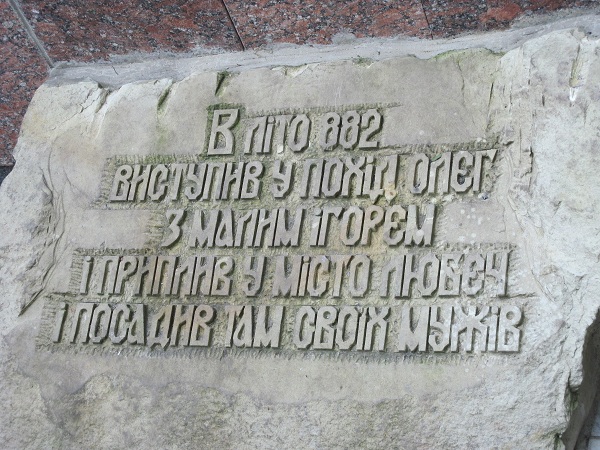 В літо 882
виступив у похід Олег
з малим Ігорем
і приплив у місто Любеч
і посадив там своїх мужів